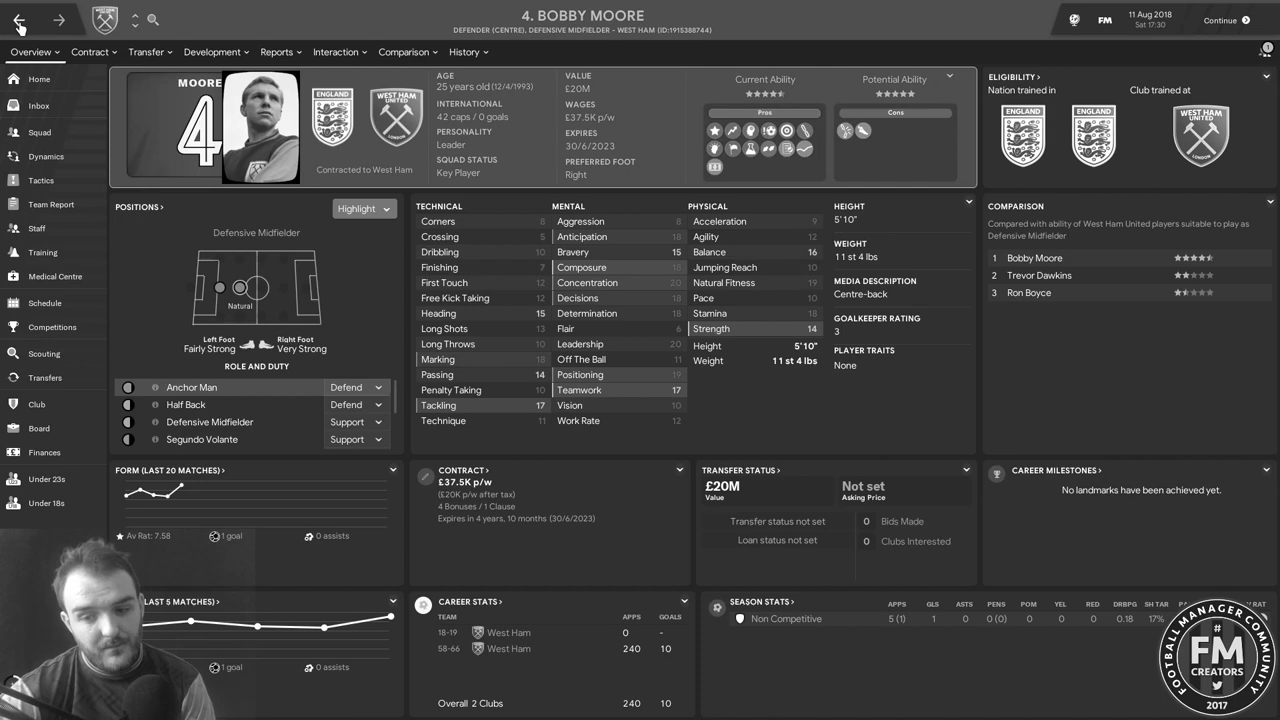 4. BOBBY MOORE
DEFENDER (CENTRE), DEFENSIVE MIDFIELDER - WEST HAM (ID:1915388744)
FM
11 Aug 2018
Sat 17:30
Continue
Overview
Contract
Transfer
Development
Reports
Interaction
Comparison
History
1
Home
Inbox
Squad
Dynamics
Tactics
Team Report
Staff
Training
Medical Centre
Schedule
Competitions
Scouting
Transfers
Club
Board
Finances
Under 23s
Under 18s
MOORE
4
ENGLAND
WEST HAM UNITED
LONDON
Contracted to West Ham
AGE
25 years old (12/4/1993)
INTERNATIONAL
42 caps / 0 goals
PERSONALITY
Leader
SQUAD STATUS
Key Player
VALUE
£20M
WAGES
£37.5K p/w
EXPIRES
30/6/2023
PREFERRED FOOT
Right
Current Ability
Pros
Potential Ability
Cons
ELIGIBILITY >
Nation trained in
Club trained at
ENGLAND
ENGLAND
WEST HAM UNITED
LONDON
POSITIONS >
Highlight
Defensive Midfielder
Natural
Left Foot
Fairly Strong
Right Foot
Very Strong
ROLE AND DUTY
Anchor Man Defend
Half Back Defend
Defensive Midfielder Support
Segundo Volante Support
TECHNICAL
Corners 8
Crossing 5
Dribbling 10
Finishing 7
First Touch 12
Free Kick Taking 12
Heading 15
Long Shots 13
Long Throws 10
Marking 18
Passing 14
Penalty Taking 10
Tackling 17
Technique 11
MENTAL
Aggression 8
Anticipation 18
Bravery 15
Composure 18
Concentration 20
Decisions 18
Determination 18
Flair 6
Leadership 20
Off The Ball 11
Positioning 19
Teamwork 17
Vision 10
Work Rate 12
PHYSICAL
Acceleration 9
Agility 12
Balance 16
Jumping Reach 10
Natural Fitness 19
Pace 10
Stamina 18
Strength 14
Height 5'10"
Weight 11 st 4 lbs
HEIGHT
5'10"
WEIGHT
11 st 4 lbs
MEDIA DESCRIPTION
Centre-back
GOALKEEPER RATING
3
PLAYER TRAITS
None
COMPARISON
Compared with ability of West Ham United players suitable to play as
Defensive Midfielder
1 Bobby Moore
2 Trevor Dawkins
3 Ron Boyce
FORM (LAST 20 MATCHES) >
Av Rat: 7.58
1 goal
0 assists
CONTRACT >
£37.5K p/w
(£20K p/w after tax)
4 Bonuses / 1 Clause
Expires in 4 years, 10 months (30/6/2023)
TRANSFER STATUS >
£20M
Value
Not set
Asking Price
Transfer status not set
Loan status not set
0 Bids Made
0 Clubs Interested
CAREER MILESTONES >
No landmarks have been achieved yet.
LAST 5 MATCHES) >
1 goal
0 assists
CAREER STATS >
TEAM APPS GOALS
18-19 West Ham 0 -
58-66 West Ham 240 10
Overall 2 Clubs 240 10
SEASON STATS >
APPS GLS ASTS PENS POM YEL RED DRBPG SH TAR
Non Competitive 5 (1) 1 0 0 (0) 0 0 0 0.18 17%
FOOTBALL MANAGER COMMUNITY
#
FM
CREATORS
2017